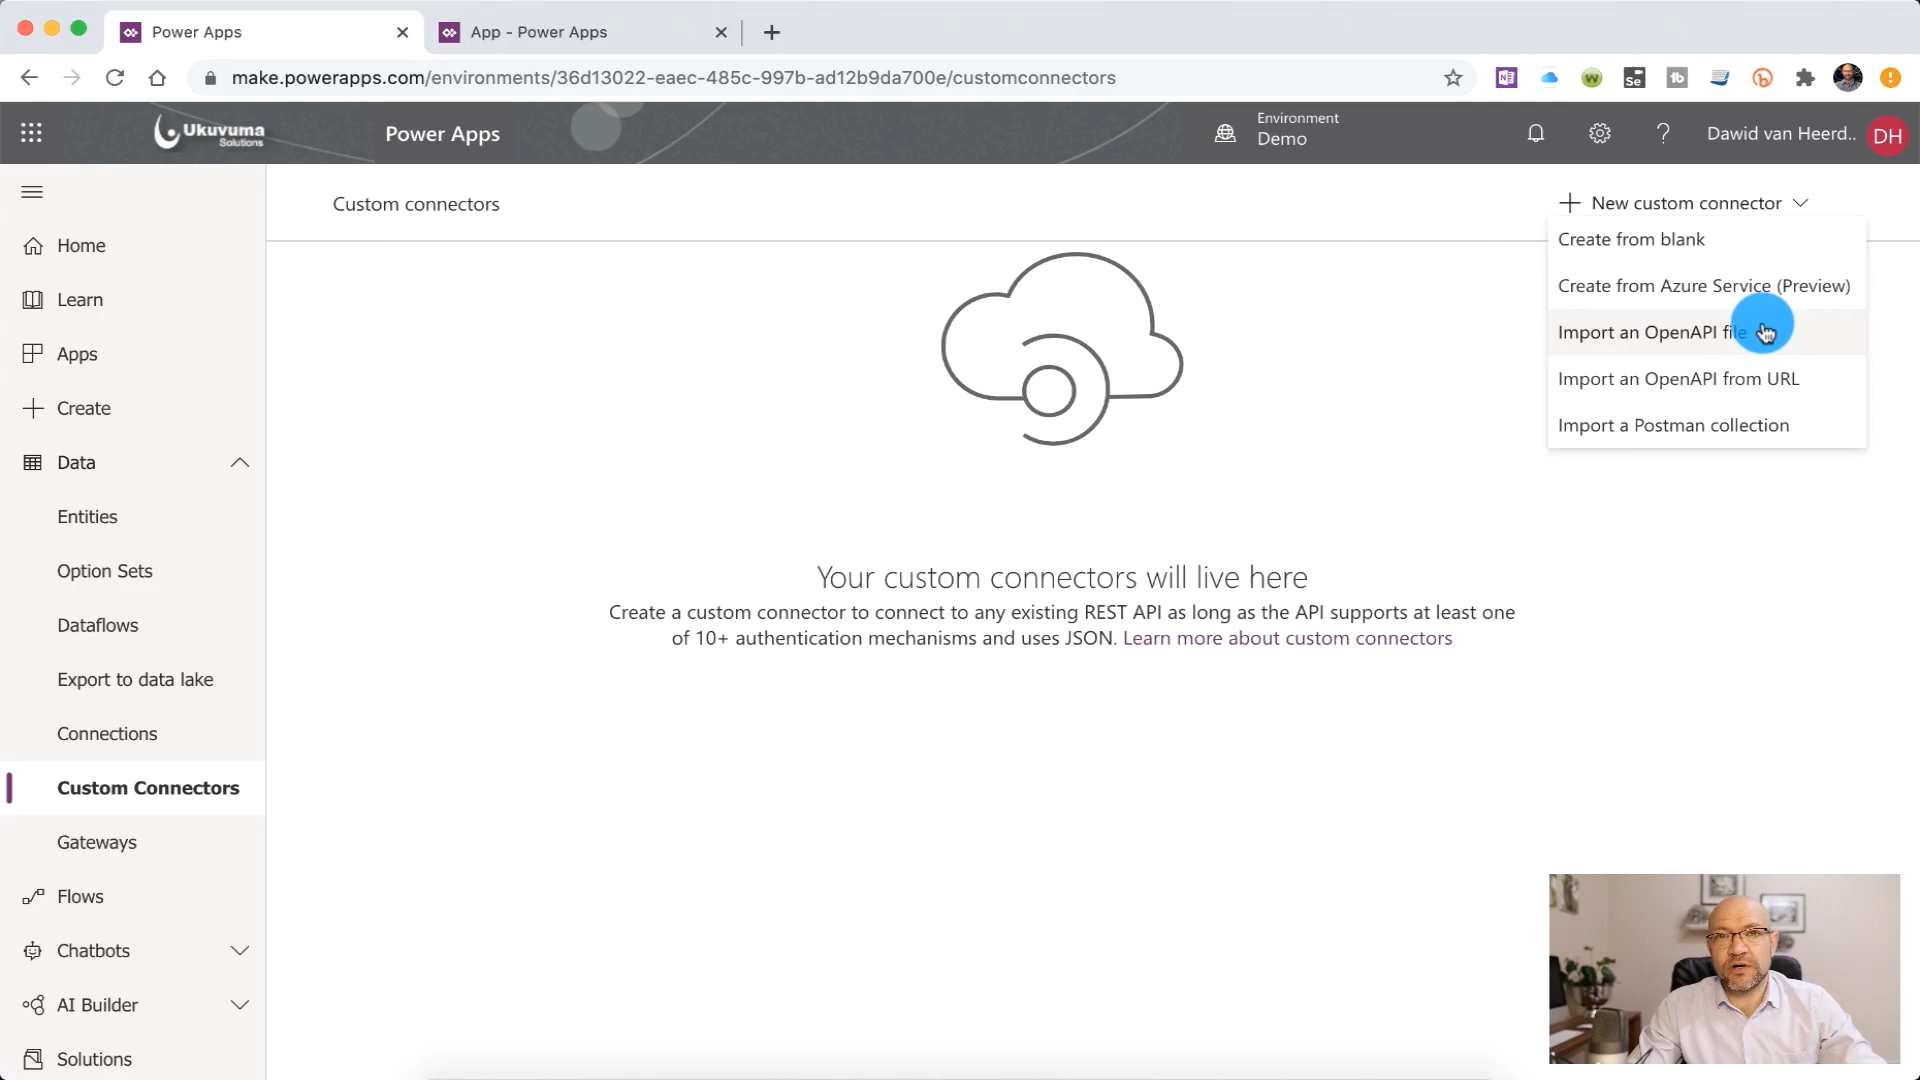 Power Apps
App - Power Apps
make.powerapps.com/environments/36d13022-eaec-485c-997b-ad12b9da700e/customconnectors
Ukuvuma
Solutions
Power Apps
Environment
Demo
Dawid van Heerd..
DH
Home
Learn
Apps
Create
Data
Entities
Option Sets
Dataflows
Export to data lake
Connections
Custom Connectors
Gateways
Flows
Chatbots
AI Builder
Solutions
Custom connectors
New custom connector
Create from blank
Create from Azure Service (Preview)
Import an OpenAPI file
Import an OpenAPI from URL
Import a Postman collection
Your custom connectors will live here
Create a custom connector to connect to any existing REST API as long as the API supports at least one
of 10+ authentication mechanisms and uses JSON. Learn more about custom connectors